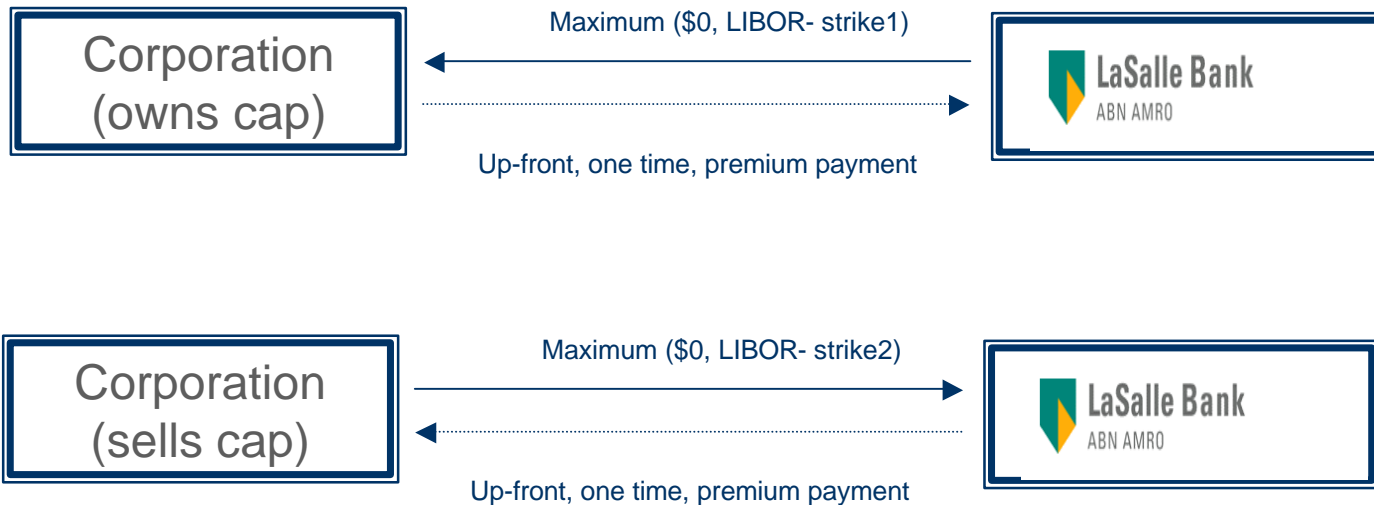 Maximum ($0, LIBOR- strike1)
Corporation
(owns cap)
LaSalle Bank
ABN AMRO
Up-front, one time, premium payment
Maximum ($0, LIBOR- strike2)
Corporation
(sells cap)
LaSalle Bank
ABN AMRO
Up-front, one time, premium payment